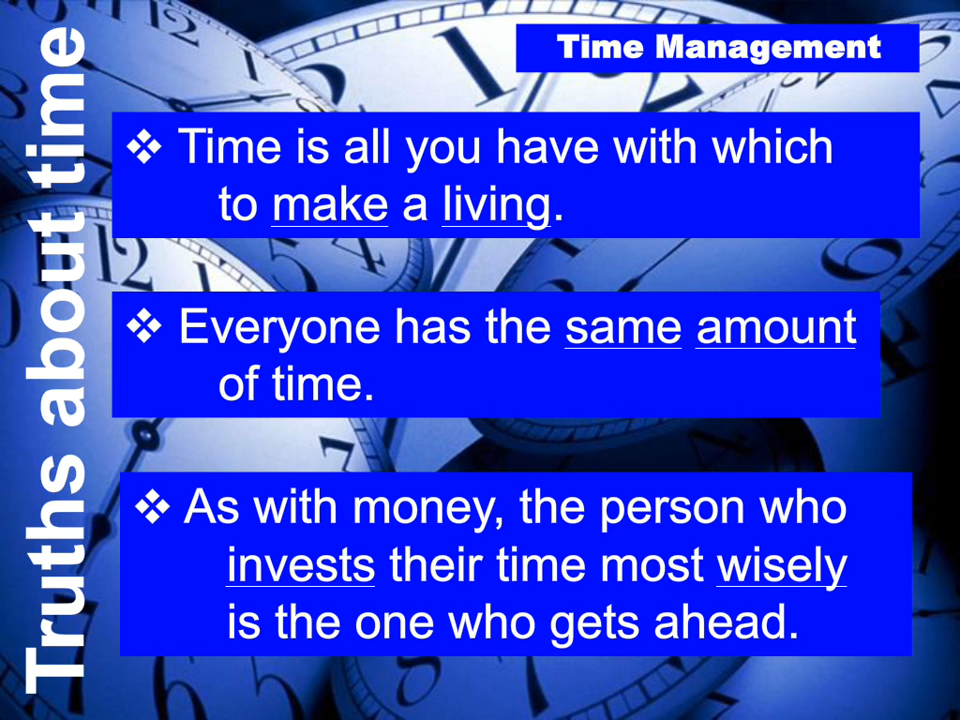 Truths about time
Time Management
❖ Time is all you have with which
to make a living.
❖ Everyone has the same amount
of time.
❖ As with money, the person who
invests their time most wisely
is the one who gets ahead.